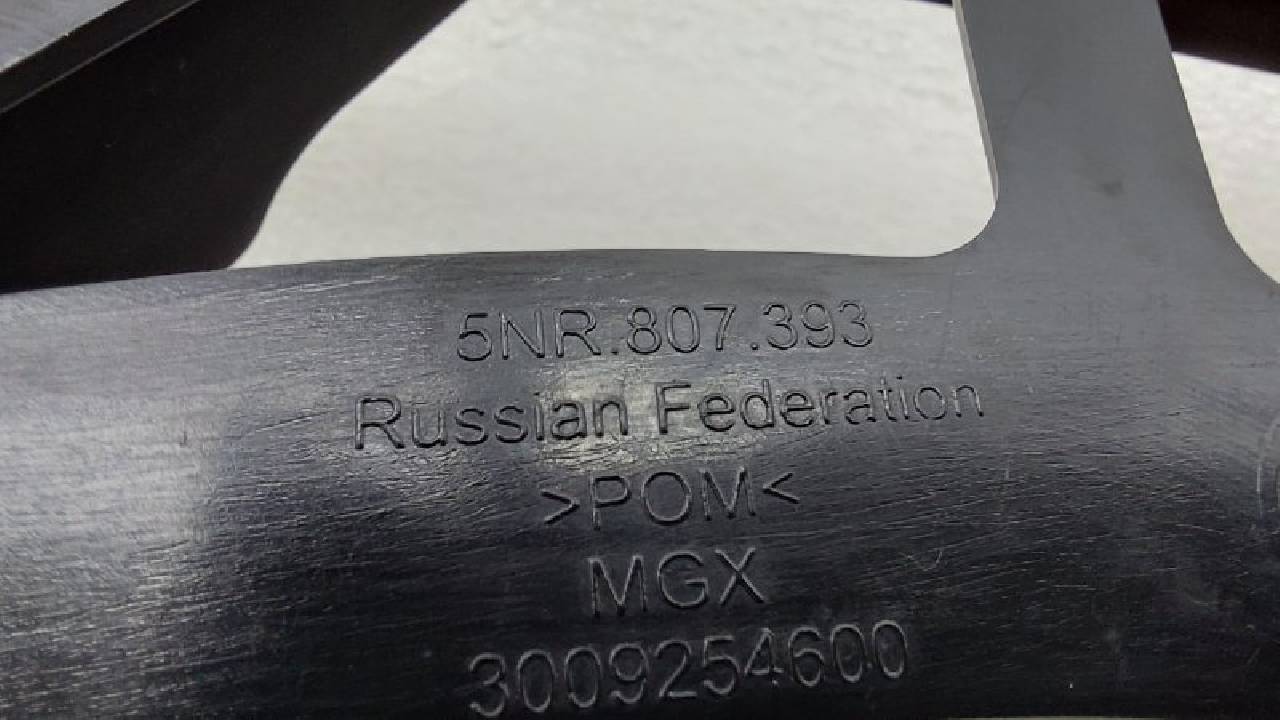 5NR.807.393
Russian Federation
>POM<
MGX
3009254600